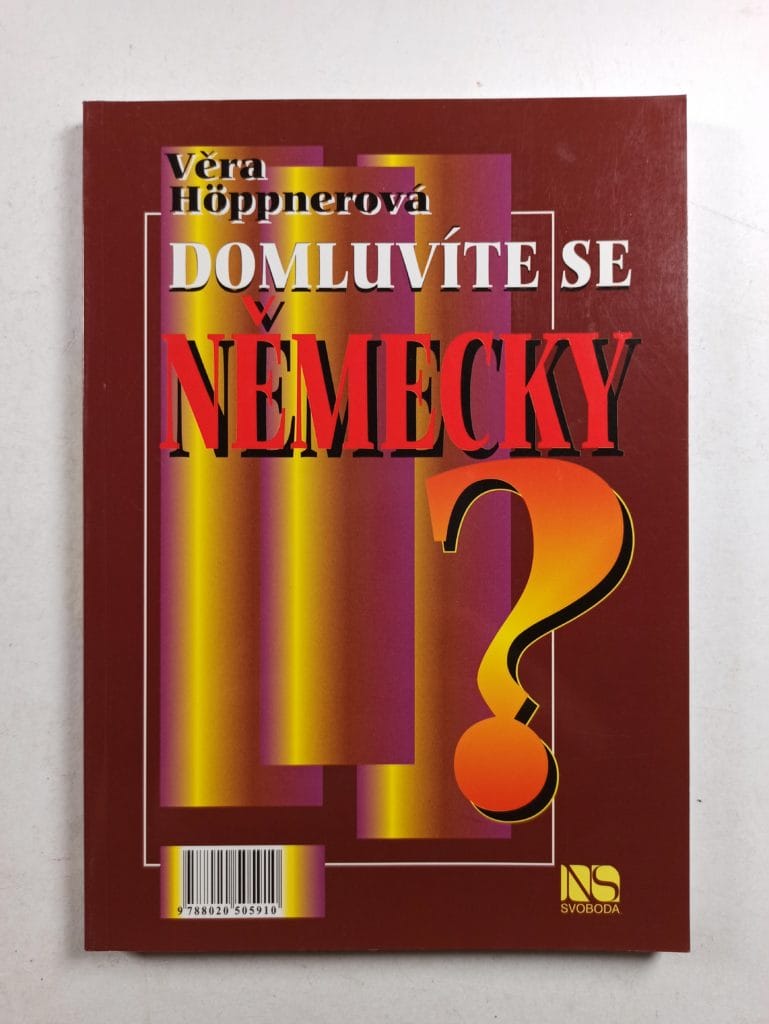 Věra
Höppnerová
DOMLUVÍTE SE
NĚMECKY
?
9 788020 505910
NS
SVOBODA